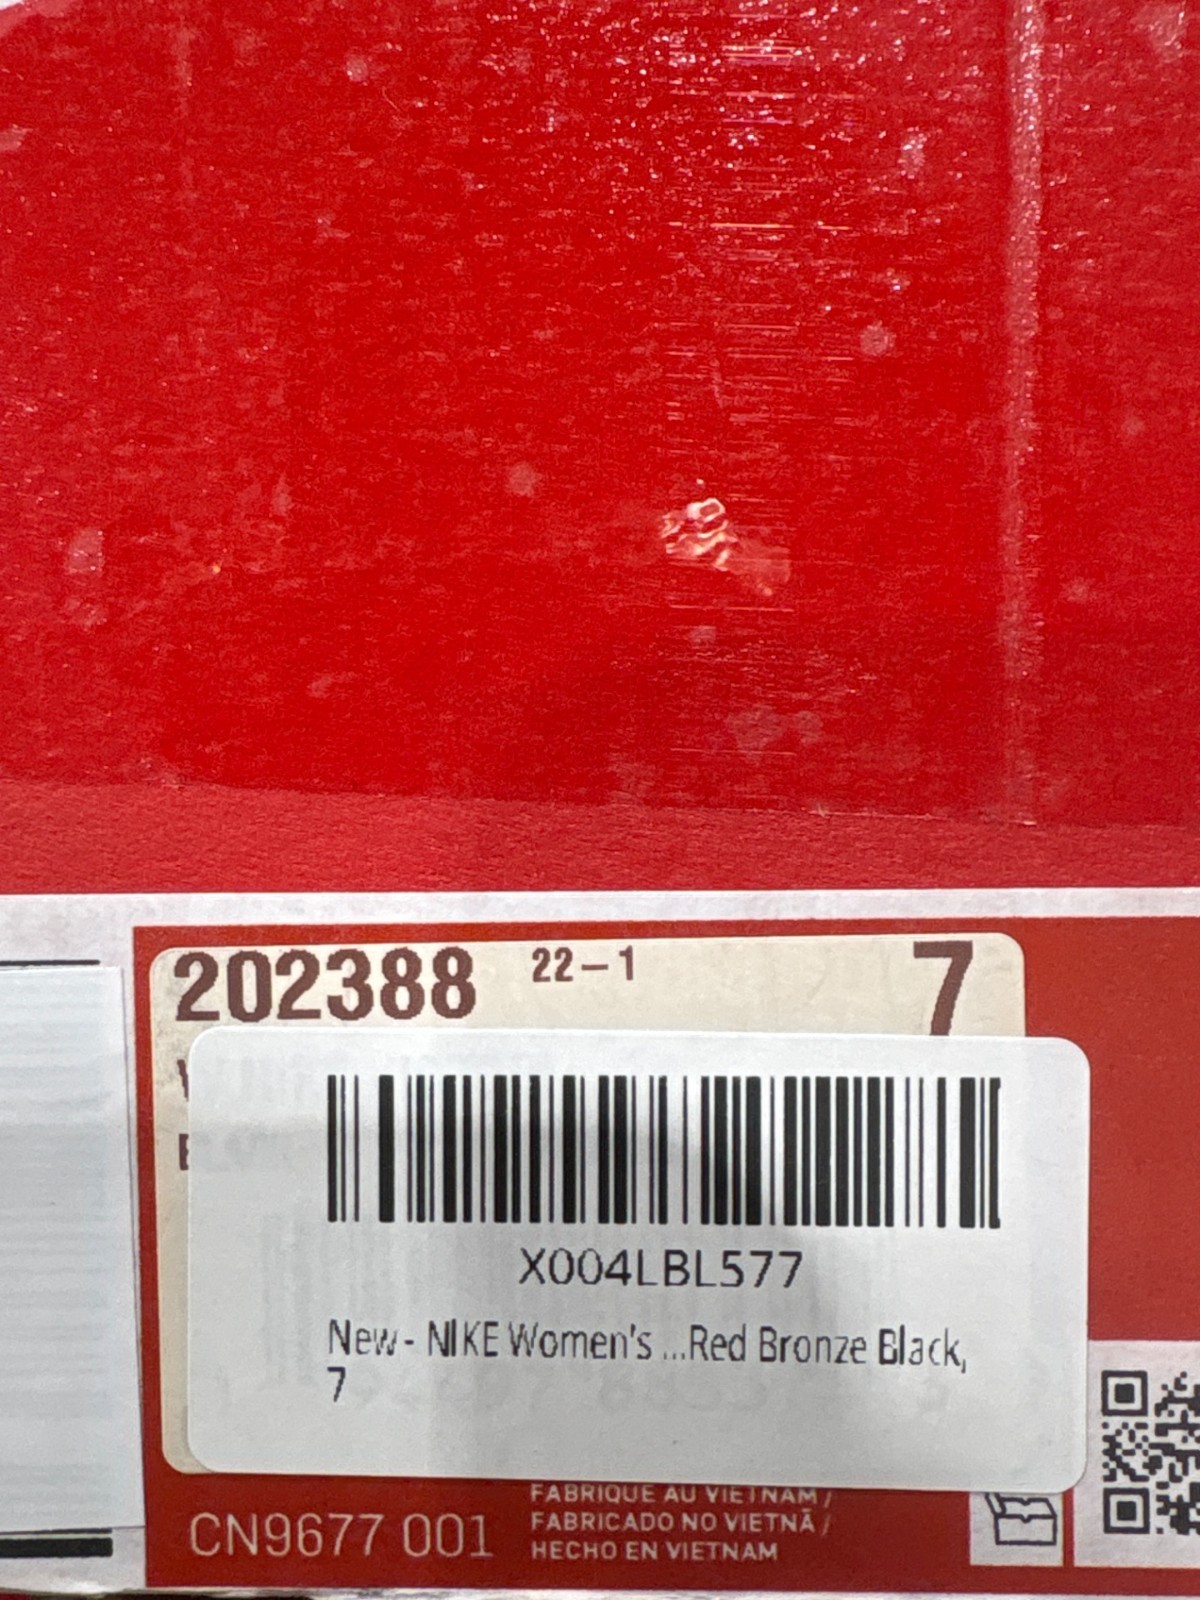 202388 22-1 7
X004LBL577
New - NIKE Women's ...Red Bronze Black,
7
CN9677 001
FABRIQUE AU VIETNAM /
FABRICADO NO VIETNÃ /
HECHO EN VIETNAM